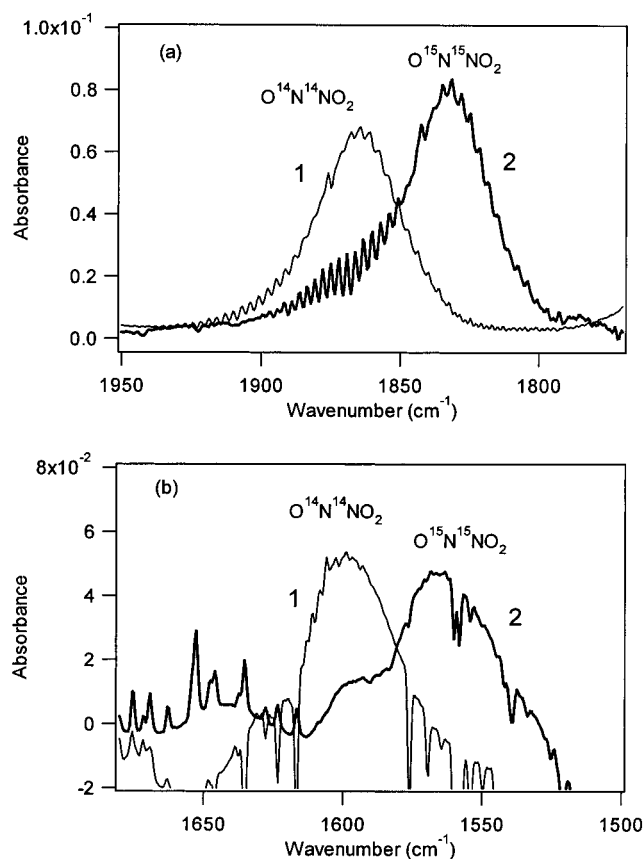 1.0x10⁻¹
(a)
O¹⁵N¹⁵NO₂
O¹⁴N¹⁴NO₂
0.8
0.6
1
2
Absorbance
0.4
0.2
0.0
1950
1900
1850
1800
Wavenumber (cm⁻¹)
8x10⁻²
(b)
O¹⁴N¹⁴NO₂
O¹⁵N¹⁵NO₂
6
1
2
4
Absorbance
2
0
-2
1650
1600
1550
1500
Wavenumber (cm⁻¹)